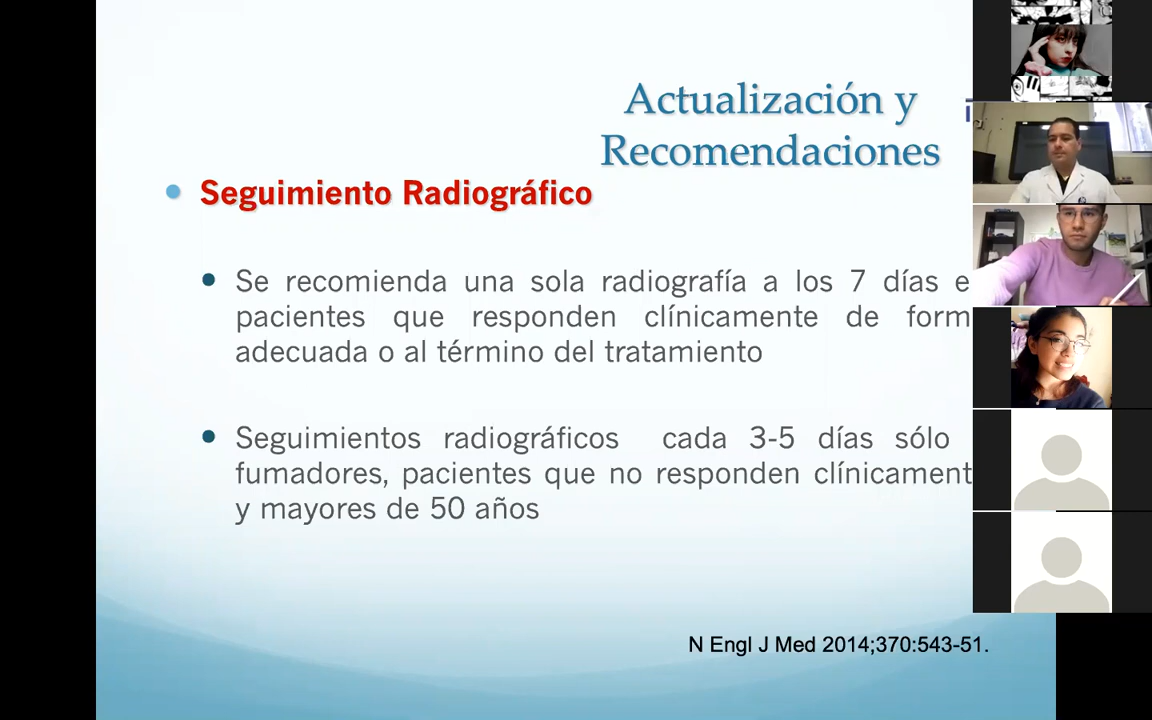 Actualización y
Recomendaciones
Seguimiento Radiográfico
Se recomienda una sola radiografía a los 7 días
pacientes que responden clínicamente de
adecuada o al término del tratamiento
Seguimientos radiográficos cada 3-5 días sólo
fumadores, pacientes que no responden
y mayores de 50 años
N Engl J Med 2014;370:543-51.